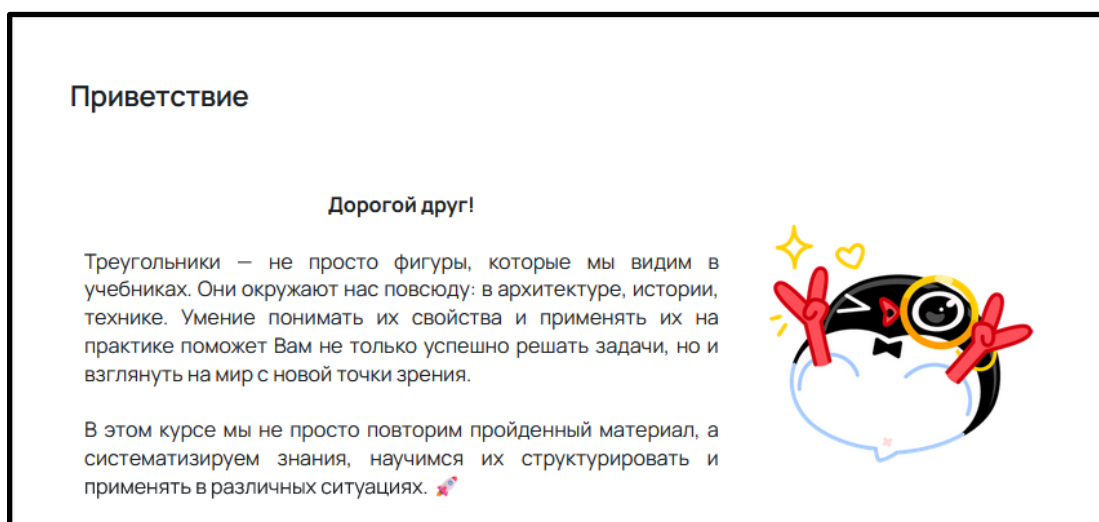 Приветствие
Дорогой друг!
Треугольники — не просто фигуры, которые мы видим в
учебниках. Они окружают нас повсюду: в архитектуре, истории,
технике. Умение понимать их свойства и применять их на
практике поможет Вам не только успешно решать задачи, но и
взглянуть на мир с новой точки зрения.
В этом курсе мы не просто повторим пройденный материал, а
систематизируем знания, научимся их структурировать и
применять в различных ситуациях. 🚀